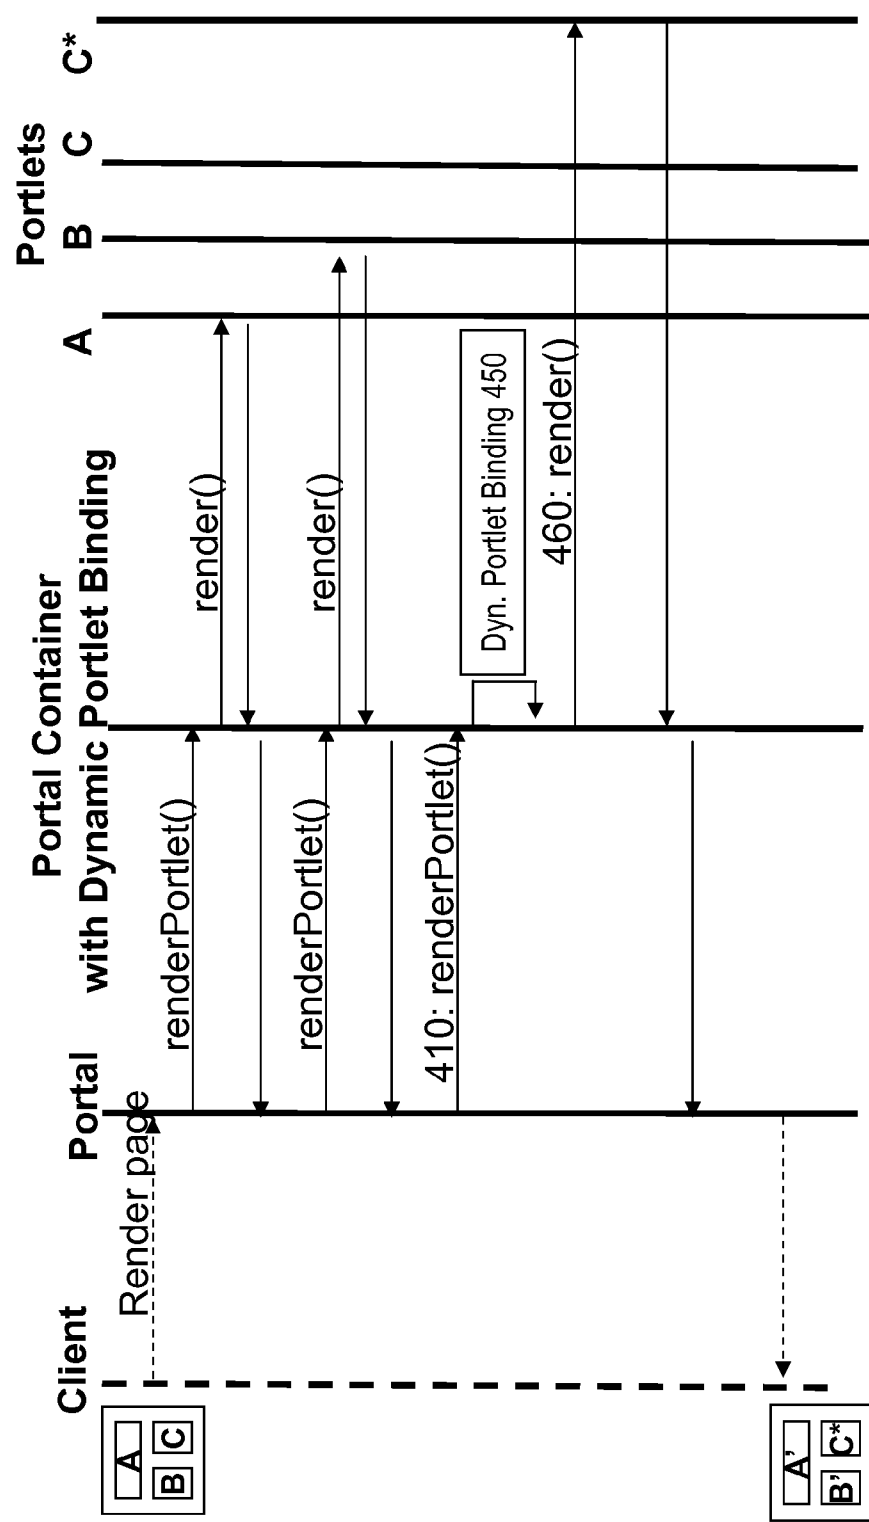 Client
Portal
Portal Container
with Dynamic Portlet Binding
Portlets
A
B
C
C*
A
B
C
Render page
renderPortlet()
render()
renderPortlet()
render()
410: renderPortlet()
Dyn. Portlet Binding 450
460: render()
A'
B'
C*